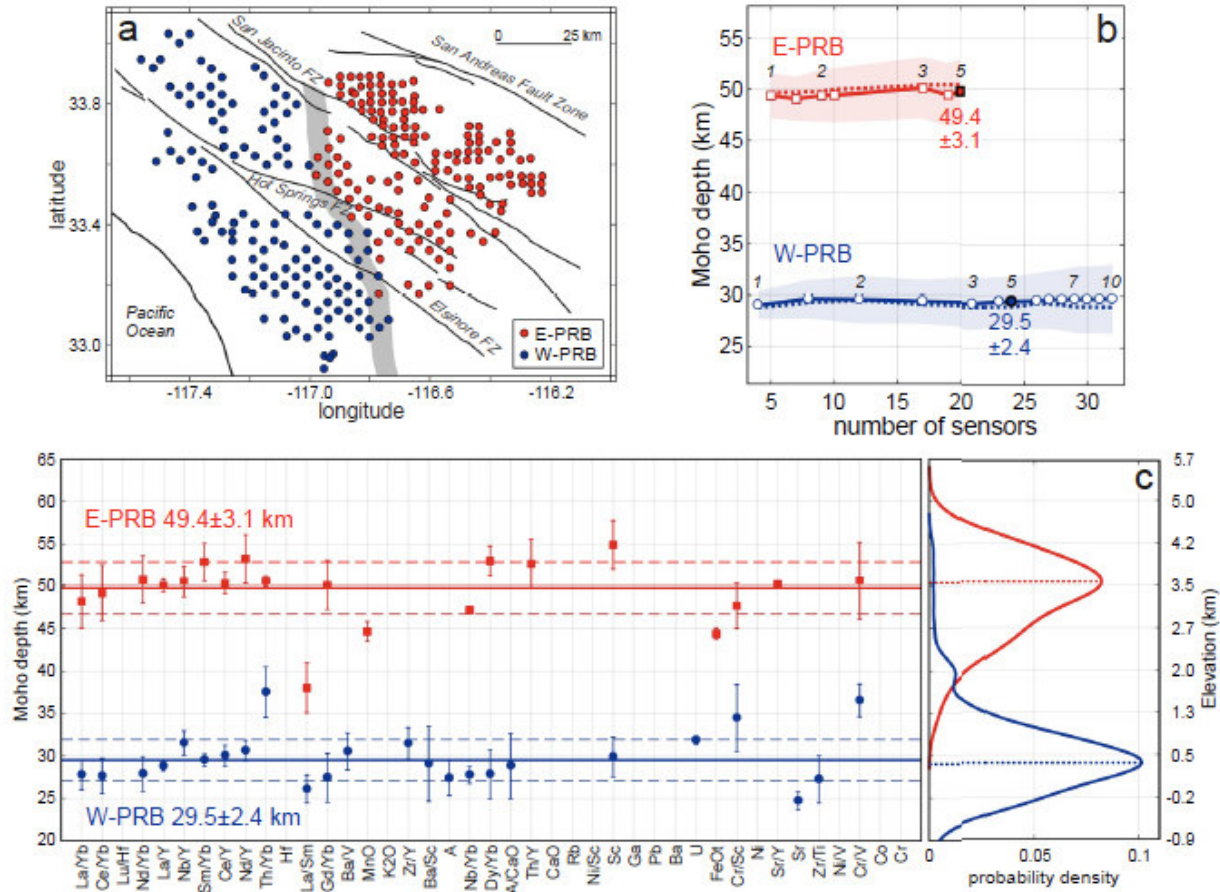 a
0 25 km
San Jacinto FZ
San Andreas Fault Zone
Hot Springs FZ
Elsinore FZ
Pacific
Ocean
E-PRB
W-PRB
33.8
33.4
33.0
latitude
-117.4 -117.0 -116.6 -116.2
longitude
b
55
50
45
40
35
30
25
Moho depth (km)
E-PRB
1 2 3 5
49.4
±3.1
W-PRB
1 2 3 5 7 10
29.5
±2.4
5 10 15 20 25 30
number of sensors
c
65
60
55
50
45
40
35
30
25
20
Moho depth (km)
E-PRB 49.4±3.1 km
W-PRB 29.5±2.4 km
La/Yb
Ce/Yb
Lu/Hf
Nd/Yb
La/Y
Nb/Y
Sm/Yb
Ce/Y
Nd/Y
Th/Yb
Hf
La/Sm
Gd/Yb
Ba/V
MnO
K2O
Zr/Y
Ba/Sc
A
Nb/Yb
Dy/Yb
A/CaO
Th/Y
CaO
Rb
Ni/Sc
Sc
Ga
Pb
Ba
U
FeOt
Cr/Sc
Ni
Sr/Y
Sr
Zr/Ti
Ni/V
Cr/V
Co
Cr
5.7
5.0
4.2
3.5
2.7
2.0
1.3
0.5
-0.2
-0.9
Elevation (km)
0 0.05 0.1
probability density